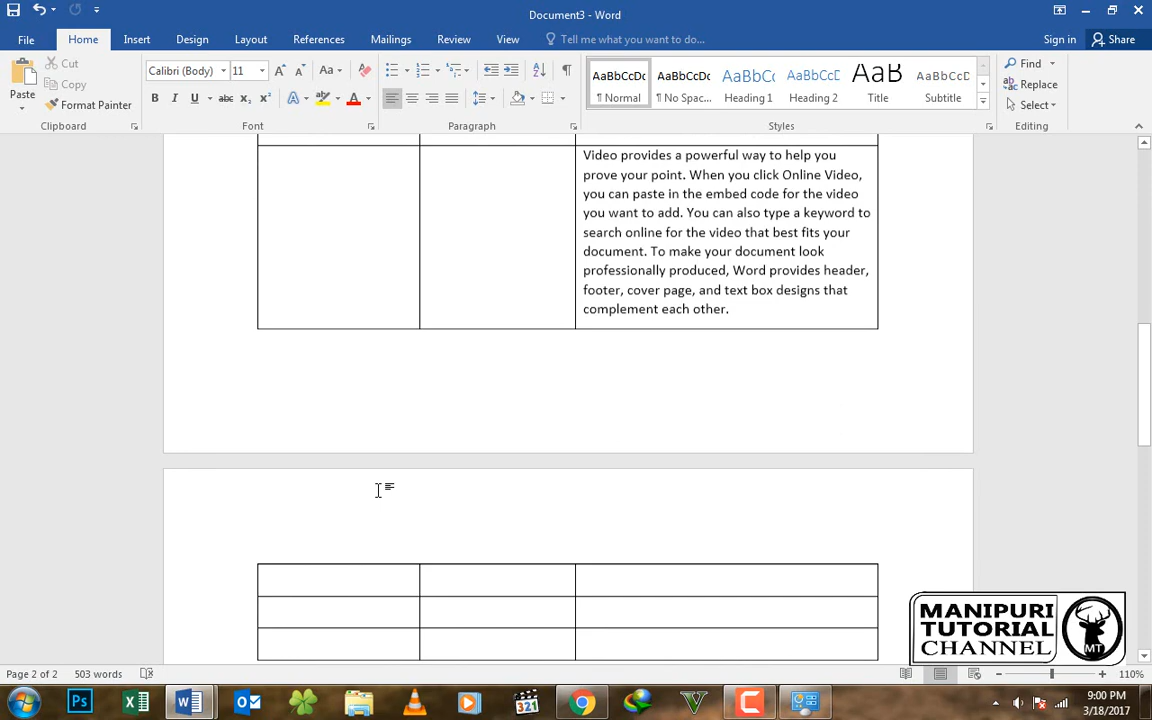 Document3 - Word
File Home Insert Design Layout References Mailings Review View Tell me what you want to do... Sign in Share
Paste
Cut
Copy
Format Painter
Clipboard
Calibri (Body) 11
Aa
B I U abc x₂ x² A A
Font
Paragraph
AaBbCcDc AaBbCcDc AaBbCc AaBbCcD AaB AaBbCcD
¶ Normal ¶ No Spac... Heading 1 Heading 2 Title Subtitle
Styles
Find
Replace
Select
Editing
Video provides a powerful way to help you
prove your point. When you click Online Video,
you can paste in the embed code for the video
you want to add. You can also type a keyword to
search online for the video that best fits your
document. To make your document look
professionally produced, Word provides header,
footer, cover page, and text box designs that
complement each other.
MANIPURI
TUTORIAL
CHANNEL
MT
Page 2 of 2 503 words 110%
Ps
321
9:00 PM
3/18/2017